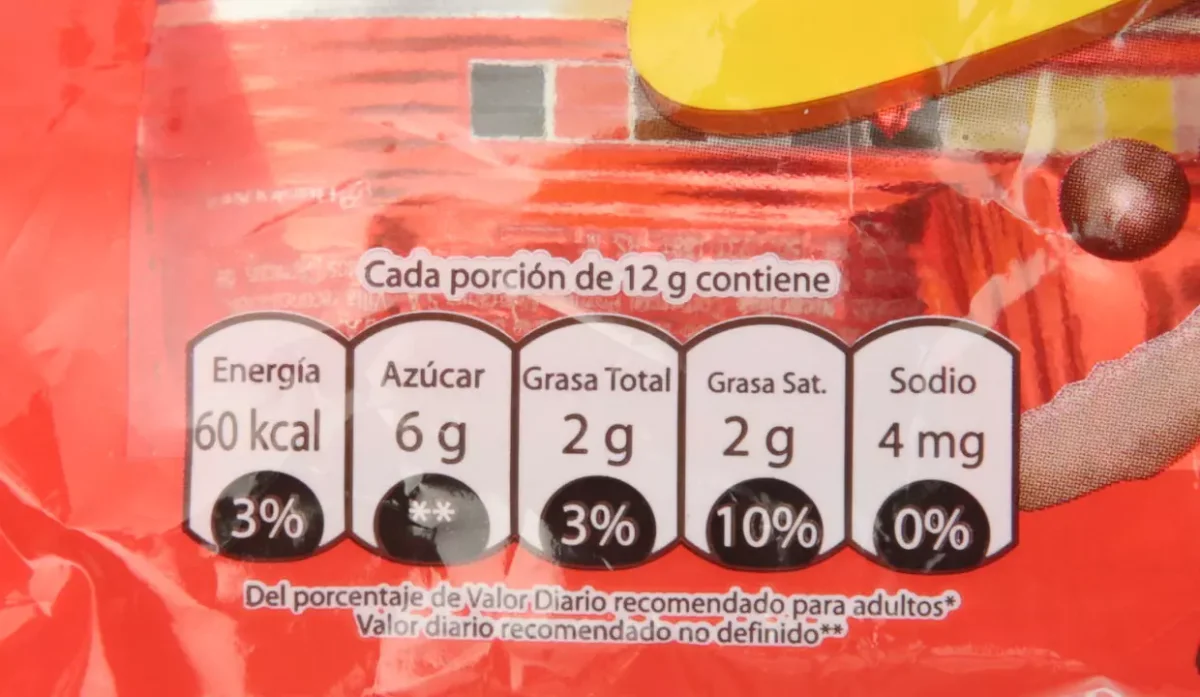 Cada porción de 12 g contiene
Energía
60 kcal
3%
Azúcar
6 g
**
Grasa Total
2 g
3%
Grasa Sat.
2 g
10%
Sodio
4 mg
0%
Del porcentaje de Valor Diario recomendado para adultos*
Valor diario recomendado no definido**